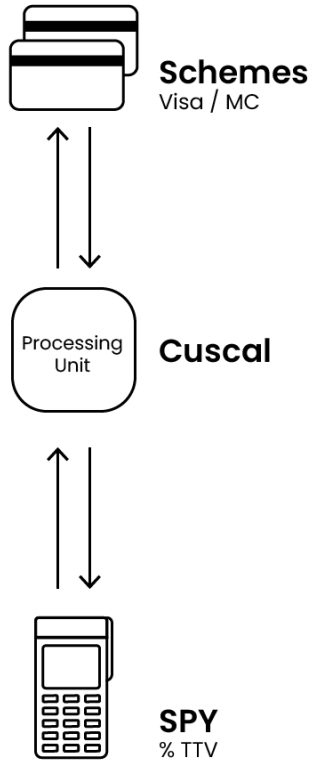 Schemes
Visa / MC
Processing
Unit
Cuscal
SPY
% TTV